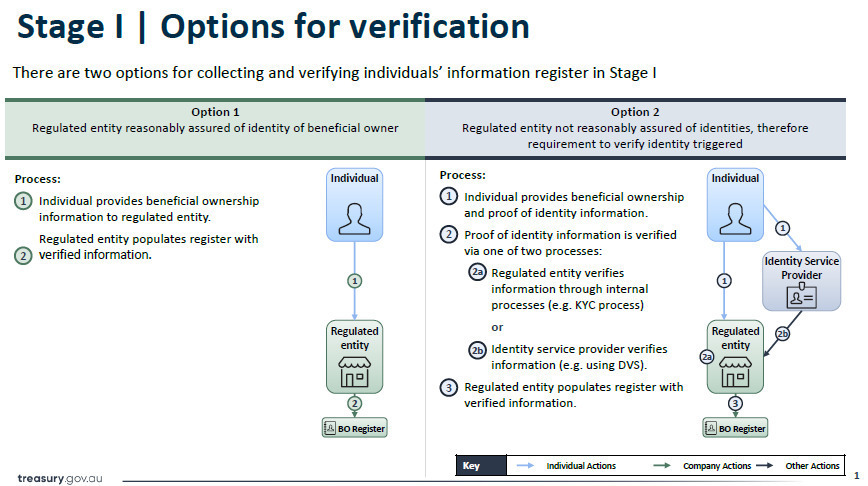 Stage I | Options for verification
There are two options for collecting and verifying individuals' information register in Stage I
Option 1
Regulated entity reasonably assured of identity of beneficial owner
Option 2
Regulated entity not reasonably assured of identities, therefore
requirement to verify identity triggered
Process:
1 Individual provides beneficial ownership
information to regulated entity.
2 Regulated entity populates register with
verified information.
Individual
1
Regulated
entity
2
BO Register
Process:
1 Individual provides beneficial ownership
and proof of identity information.
2 Proof of identity information is verified
via one of two processes:
2a Regulated entity verifies
information through internal
processes (e.g. KYC process)
or
2b Identity service provider verifies
information (e.g. using DVS).
3 Regulated entity populates register with
verified information.
Individual
1
Identity Service
Provider
1
2b
Regulated
entity
2a
3
BO Register
Key
Individual Actions
Company Actions
Other Actions
treasury.gov.au
1